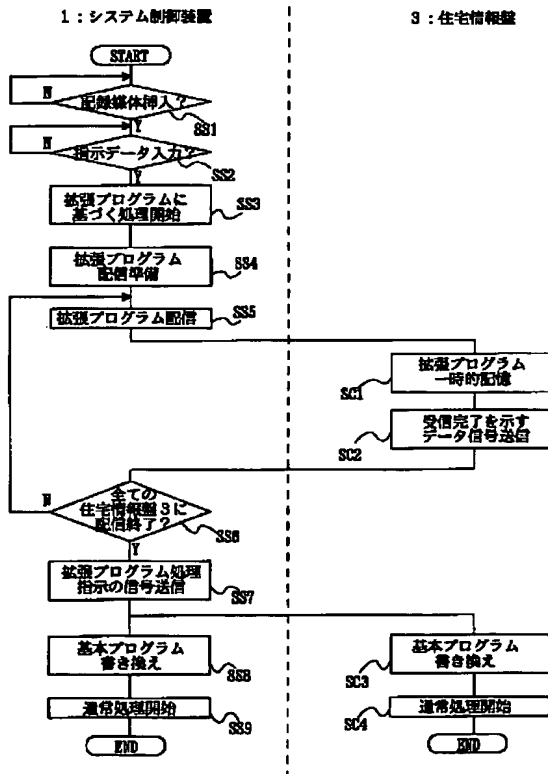 1：システム制御装置
3：住宅情報盤
START
記録媒体挿入？
N
Y
SS1
指示データ入力？
N
Y
SS2
拡張プログラムに
基づく処理開始
SS3
拡張プログラム
配信準備
SS4
拡張プログラム配信
SS5
拡張プログラム
一時的記憶
SC1
受信完了を示す
データ信号送信
SC2
全ての
住宅情報盤3に
配信終了？
N
Y
SS6
拡張プログラム処理
指示の信号送信
SS7
基本プログラム
書き換え
SS8
基本プログラム
書き換え
SC3
通常処理開始
SS9
通常処理開始
SC4
END
END